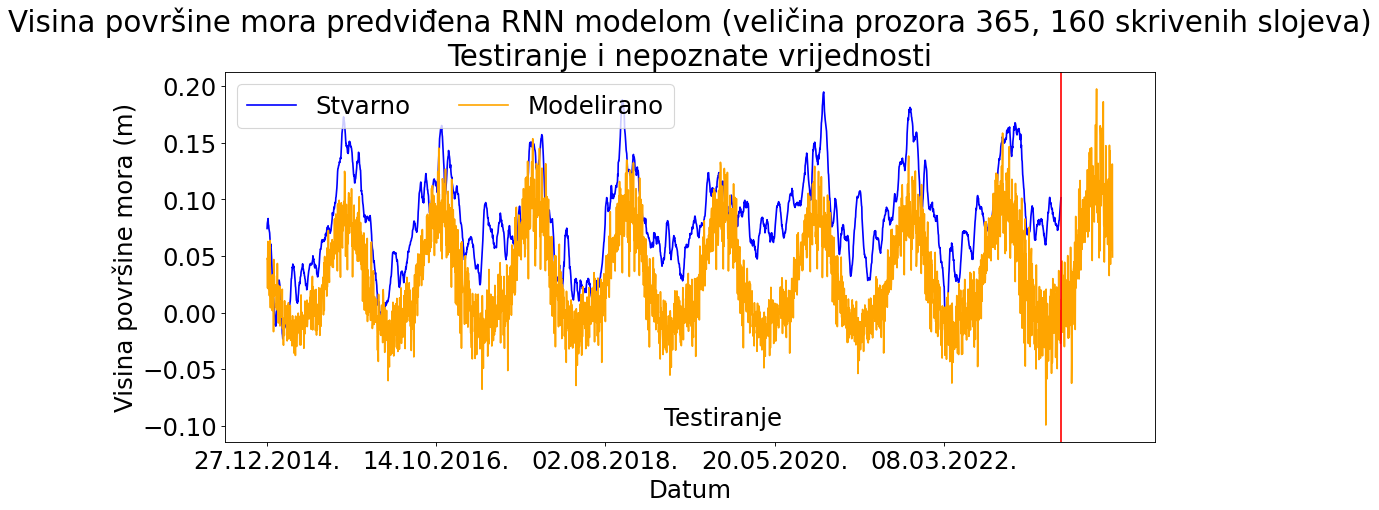 Visina površine mora predviđena RNN modelom (veličina prozora 365, 160 skrivenih slojeva)
Testiranje i nepoznate vrijednosti
Stvarno
Modelirano
Visina površine mora (m)
0.20
0.15
0.10
0.05
0.00
−0.05
−0.10
Testiranje
27.12.2014.
14.10.2016.
02.08.2018.
20.05.2020.
08.03.2022.
Datum